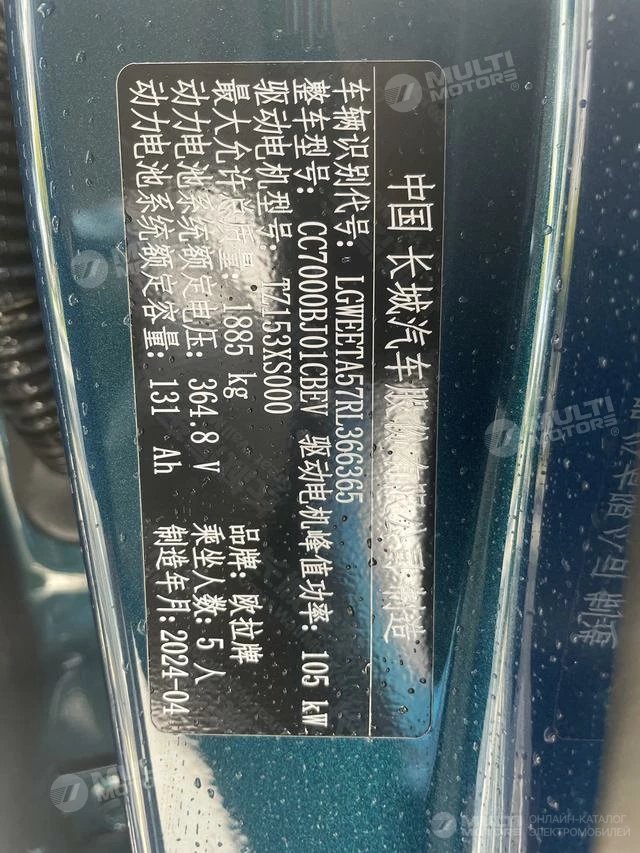 中国 长城汽车股份有限公司 制造
车辆识别代号: LGWEETA57RL366365
整车型号: CC7000BJ01CBEV 驱动电机峰值功率: 105 kW
驱动电机型号: TZ153XS000
最大允许总质量: 1885 kg 品牌: 欧拉牌
动力电池系统额定电压: 364.8 V 乘坐人数: 5 人
动力电池系统额定容量: 131 Ah 制造年月: 2024-04
MULTI MOTORS
MULTI MOTORS
MULTI MOTORS
MULTI MOTORS
ОНЛАЙН-КАТАЛОГ ЭЛЕКТРОМОБИЛЕЙ